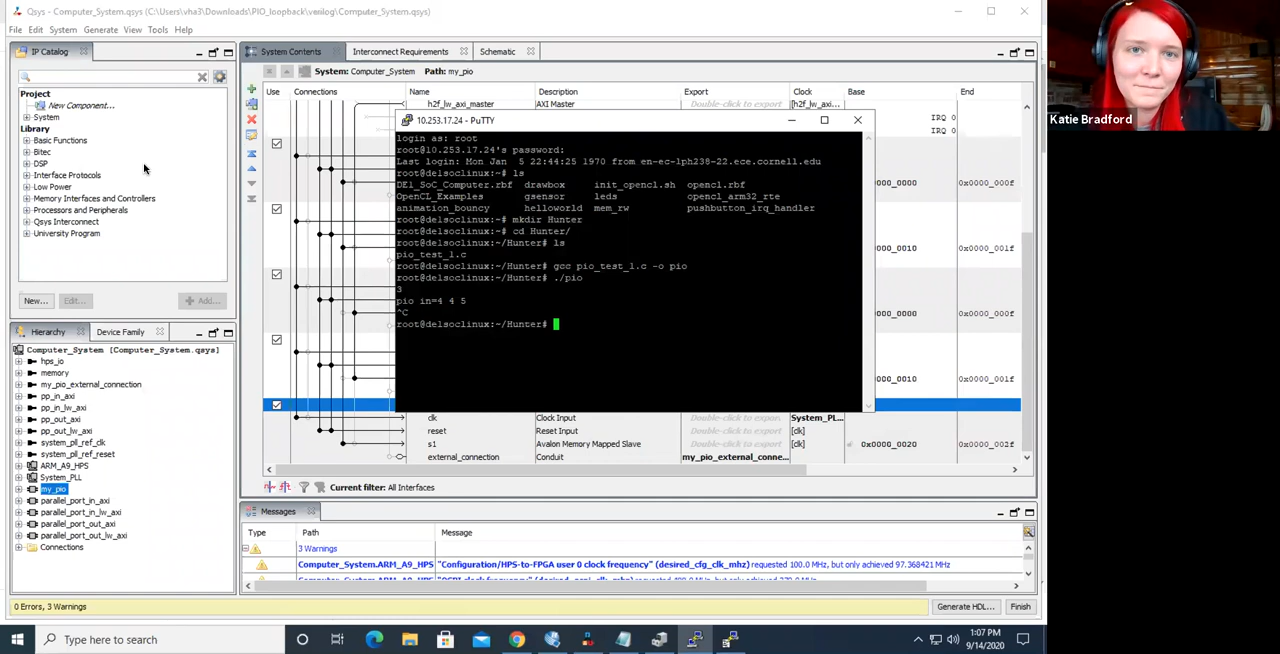 Qsys - Computer_System.qsys (C:\Users\vha3\Downloads\PIO_loopback\verilog\Computer_System.qsys)
File Edit System Generate View Tools Help
IP Catalog
Project
New Component...
System
Library
Basic Functions
Bitec
DSP
Interface Protocols
Low Power
Memory Interfaces and Controllers
Processors and Peripherals
Qsys Interconnect
University Program
New... Edit... Add...
Hierarchy Device Family
Computer_System [Computer_System.qsys]
hps_io
memory
my_pio_external_connection
pp_in_axi
pp_in_lw_axi
pp_out_axi
pp_out_lw_axi
system_pll_ref_clk
system_pll_ref_reset
ARM_A9_HPS
System_PLL
my_pio
parallel_port_in_axi
parallel_port_in_lw_axi
parallel_port_out_axi
parallel_port_out_lw_axi
Connections
System Contents Interconnect Requirements Schematic
System: Computer_System Path: my_pio
Use Connections Name Description Export Clock Base End
h2f_lw_axi_master AXI Master Double-click to export [h2f_lw_axi...
IRQ 0 IRQ 0
00_0000 0x0000_000f
00_0010 0x0000_001f
00_0000 0x0000_000f
00_0010 0x0000_001f
10.253.17.24 - PuTTY
login as: root
root@10.253.17.24's password:
Last login: Mon Jan  5 22:44:25 1970 from en-ec-lph238-22.ece.cornell.edu
root@de1soclinux:~# ls
DE1_SoC_Computer.rbf drawbox init_opencl.sh opencl.rbf
OpenCL_Examples gsensor leds opencl_arm32_rte
animation_bouncy helloworld mem_rw pushbutton_irq_handler
root@de1soclinux:~# mkdir Hunter
root@de1soclinux:~# cd Hunter/
root@de1soclinux:~/Hunter# ls
pio_test_1.c
root@de1soclinux:~/Hunter# gcc pio_test_1.c -o pio
root@de1soclinux:~/Hunter# ./pio
3
pio in=4 4 5
^C
root@de1soclinux:~/Hunter#
clk Clock Input Double-click to export System_PL...
reset Reset Input Double-click to export [clk]
s1 Avalon Memory Mapped Slave Double-click to export [clk] 0x0000_0020 0x0000_002f
external_connection Conduit my_pio_external_conne...
Current filter: All Interfaces
Messages
Type Path Message
3 Warnings
Computer_System.ARM_A9_HPS "Configuration/HPS-to-FPGA user 0 clock frequency" (desired_cfg_clk_mhz) requested 100.0 MHz, but only achieved 97.368421 MHz
0 Errors, 3 Warnings
Generate HDL... Finish
Type here to search
1:07 PM
9/14/2020
Katie Bradford